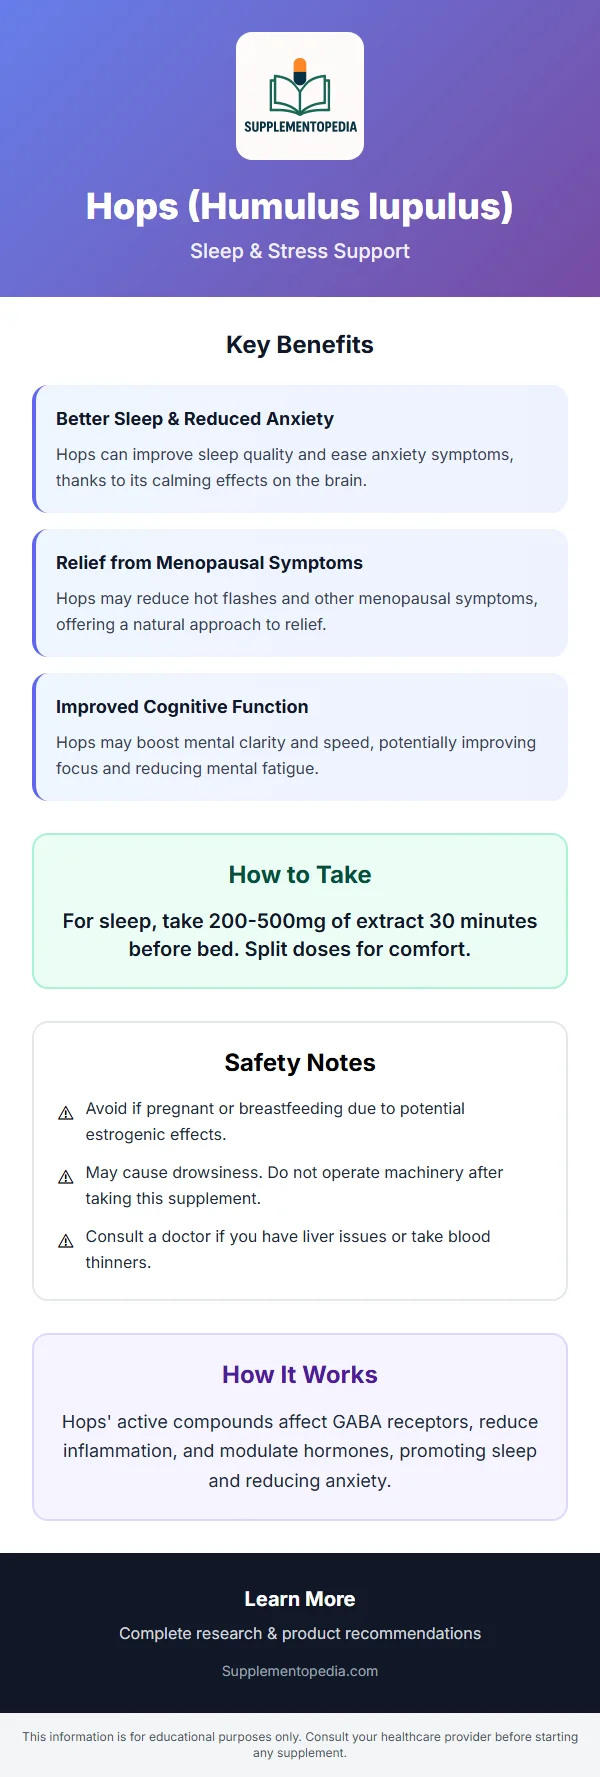 SUPPLEMENTOPEDIA
Hops (Humulus lupulus)
Sleep & Stress Support
Key Benefits
Better Sleep & Reduced Anxiety
Hops can improve sleep quality and ease anxiety symptoms,
thanks to its calming effects on the brain.
Relief from Menopausal Symptoms
Hops may reduce hot flashes and other menopausal symptoms,
offering a natural approach to relief.
Improved Cognitive Function
Hops may boost mental clarity and speed, potentially improving
focus and reducing mental fatigue.
How to Take
For sleep, take 200-500mg of extract 30 minutes
before bed. Split doses for comfort.
Safety Notes
Avoid if pregnant or breastfeeding due to potential
estrogenic effects.
May cause drowsiness. Do not operate machinery after
taking this supplement.
Consult a doctor if you have liver issues or take blood
thinners.
How It Works
Hops' active compounds affect GABA receptors, reduce
inflammation, and modulate hormones, promoting sleep
and reducing anxiety.
Learn More
Complete research & product recommendations
Supplementopedia.com
This information is for educational purposes only. Consult your healthcare provider before starting
any supplement.